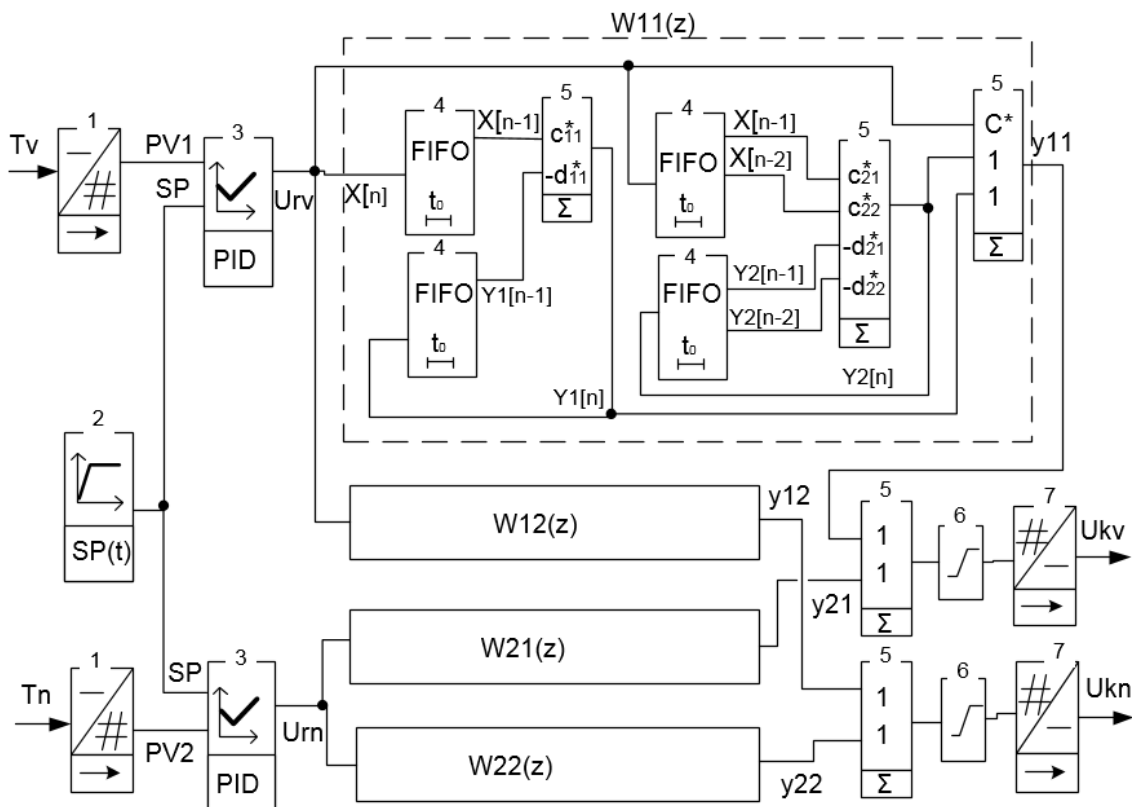 W11(z)
1
Tv
#
PV1
SP
3
PID
Urv
X[n]
4
FIFO
t₀
X[n-1]
5
c*11
-d*11
Σ
4
FIFO
t₀
Y1[n-1]
Y1[n]
4
FIFO
t₀
X[n-1]
X[n-2]
5
c*21
c*22
-d*21
-d*22
Σ
4
FIFO
t₀
Y2[n-1]
Y2[n-2]
Y2[n]
5
C*
1
1
Σ
y11
2
SP(t)
W12(z)
y12
W21(z)
y21
5
1
1
Σ
6
7
#
Ukv
1
Tn
#
SP
PV2
3
PID
Urn
W22(z)
y22
5
1
1
Σ
6
7
#
Ukn